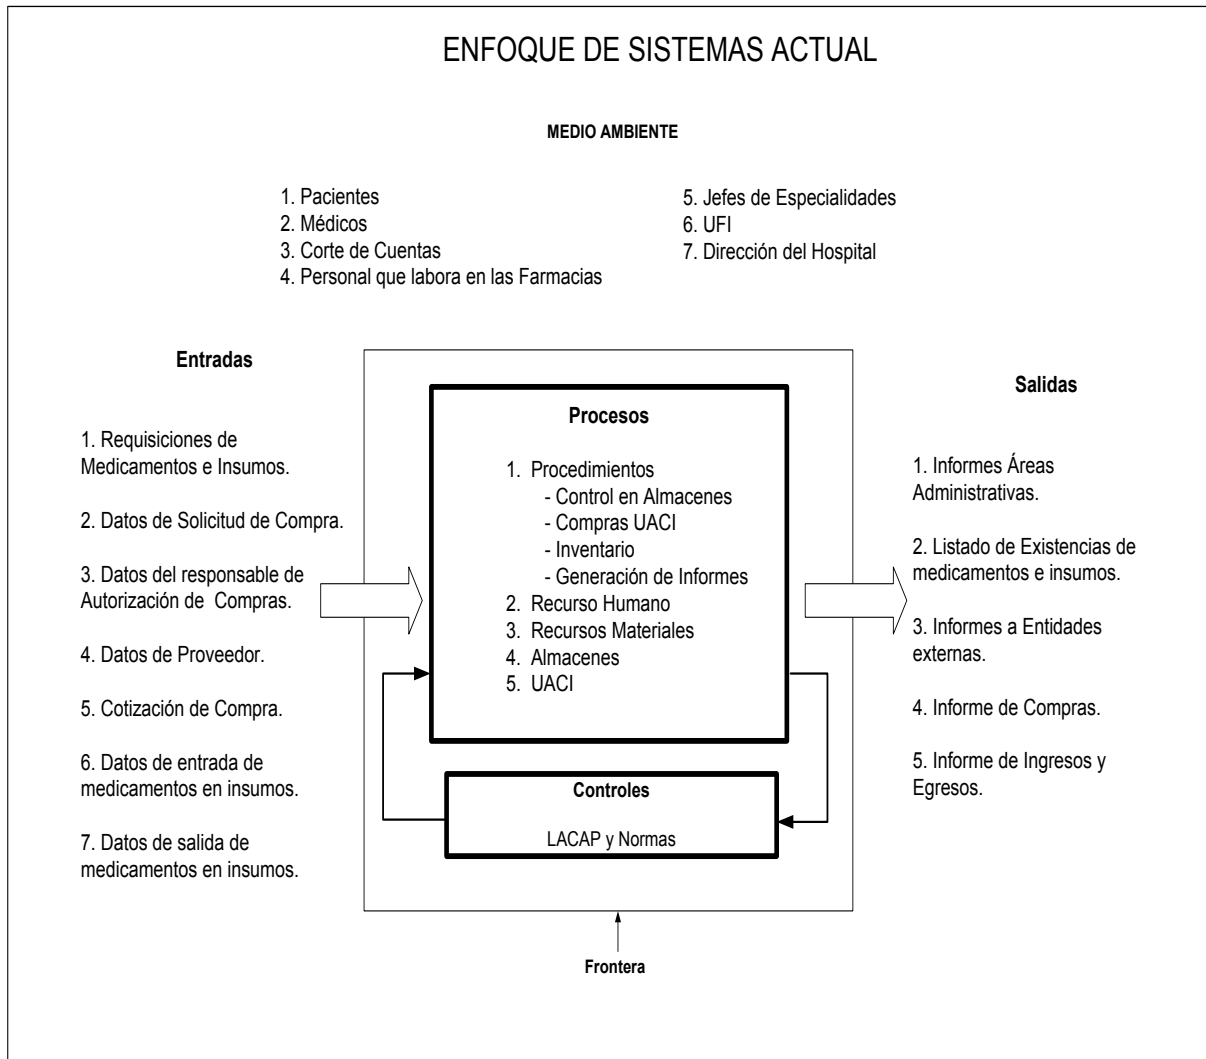 ENFOQUE DE SISTEMAS ACTUAL
MEDIO AMBIENTE
1. Pacientes
2. Médicos
3. Corte de Cuentas
4. Personal que labora en las Farmacias
5. Jefes de Especialidades
6. UFI
7. Dirección del Hospital
Entradas
1. Requisiciones de
Medicamentos e Insumos.
2. Datos de Solicitud de Compra.
3. Datos del responsable de
Autorización de Compras.
4. Datos de Proveedor.
5. Cotización de Compra.
6. Datos de entrada de
medicamentos en insumos.
7. Datos de salida de
medicamentos en insumos.
Procesos
1. Procedimientos
- Control en Almacenes
- Compras UACI
- Inventario
- Generación de Informes
2. Recurso Humano
3. Recursos Materiales
4. Almacenes
5. UACI
Controles
LACAP y Normas
Frontera
Salidas
1. Informes Áreas
Administrativas.
2. Listado de Existencias de
medicamentos e insumos.
3. Informes a Entidades
externas.
4. Informe de Compras.
5. Informe de Ingresos y
Egresos.